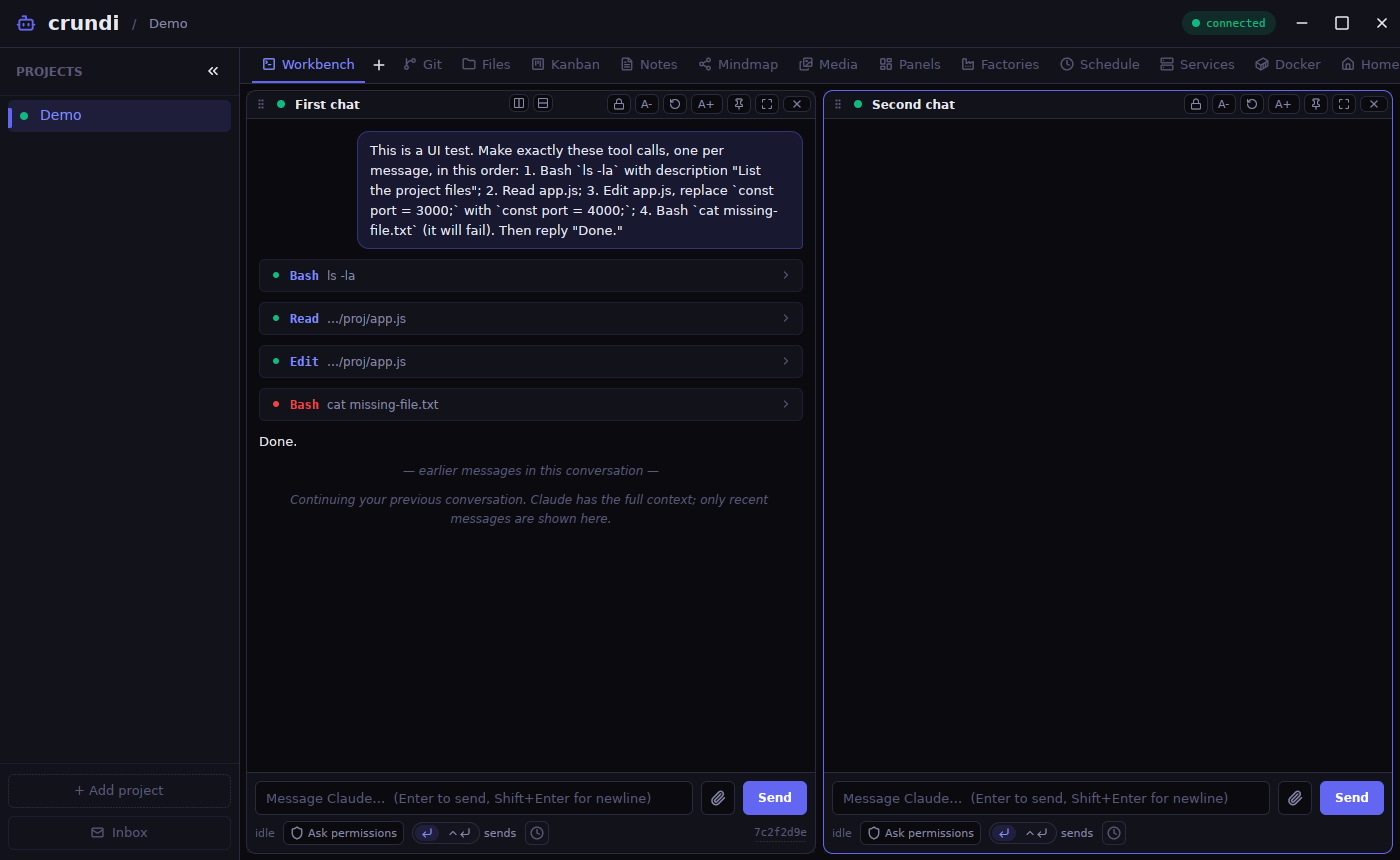 crundi / Demo
connected
PROJECTS
Workbench
Git
Files
Kanban
Notes
Mindmap
Media
Panels
Factories
Schedule
Services
Docker
Home
Demo
First chat
A-
A+
This is a UI test. Make exactly these tool calls, one per
message, in this order: 1. Bash `ls -la` with description "List
the project files"; 2. Read app.js; 3. Edit app.js, replace `const
port = 3000;` with `const port = 4000;`; 4. Bash `cat missing-
file.txt` (it will fail). Then reply "Done."
Bash ls -la
Read .../proj/app.js
Edit .../proj/app.js
Bash cat missing-file.txt
Done.
— earlier messages in this conversation —
Continuing your previous conversation. Claude has the full context; only recent
messages are shown here.
Message Claude... (Enter to send, Shift+Enter for newline)
Send
idle
Ask permissions
sends
7c2f2d9e
Second chat
A-
A+
Message Claude... (Enter to send, Shift+Enter for newline)
Send
idle
Ask permissions
sends
+ Add project
Inbox